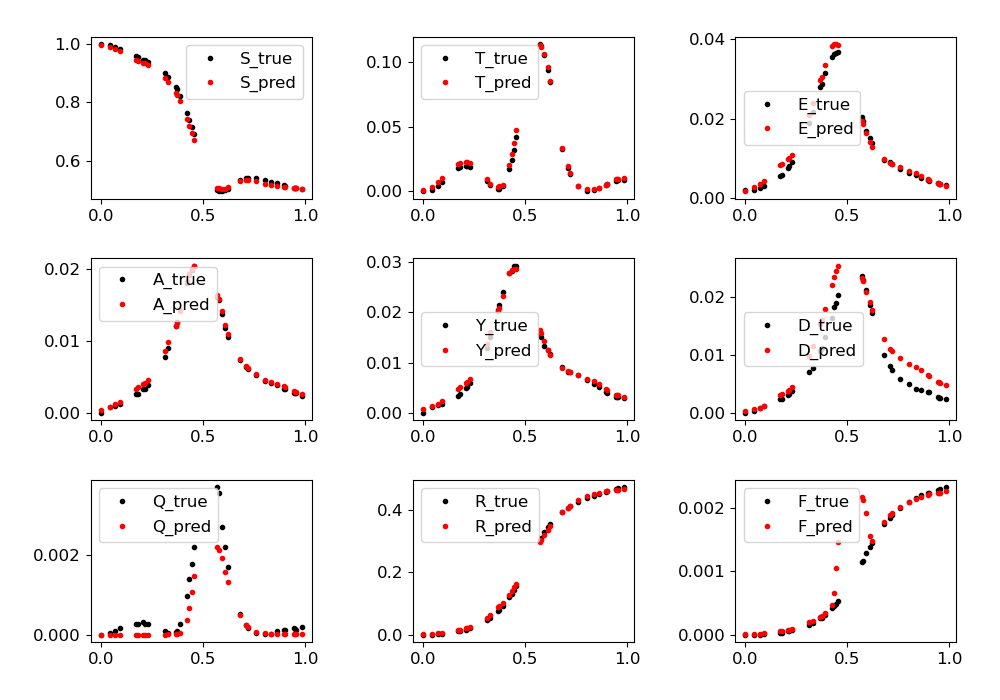 1.0
0.8
0.6
S_true
S_pred
0.0 0.5 1.0
0.10
0.05
0.00
T_true
T_pred
0.0 0.5 1.0
0.04
0.02
0.00
E_true
E_pred
0.0 0.5 1.0
0.02
0.01
0.00
A_true
A_pred
0.0 0.5 1.0
0.03
0.02
0.01
0.00
Y_true
Y_pred
0.0 0.5 1.0
0.02
0.01
0.00
D_true
D_pred
0.0 0.5 1.0
0.002
0.000
Q_true
Q_pred
0.0 0.5 1.0
0.4
0.2
0.0
R_true
R_pred
0.0 0.5 1.0
0.002
0.001
0.000
F_true
F_pred
0.0 0.5 1.0